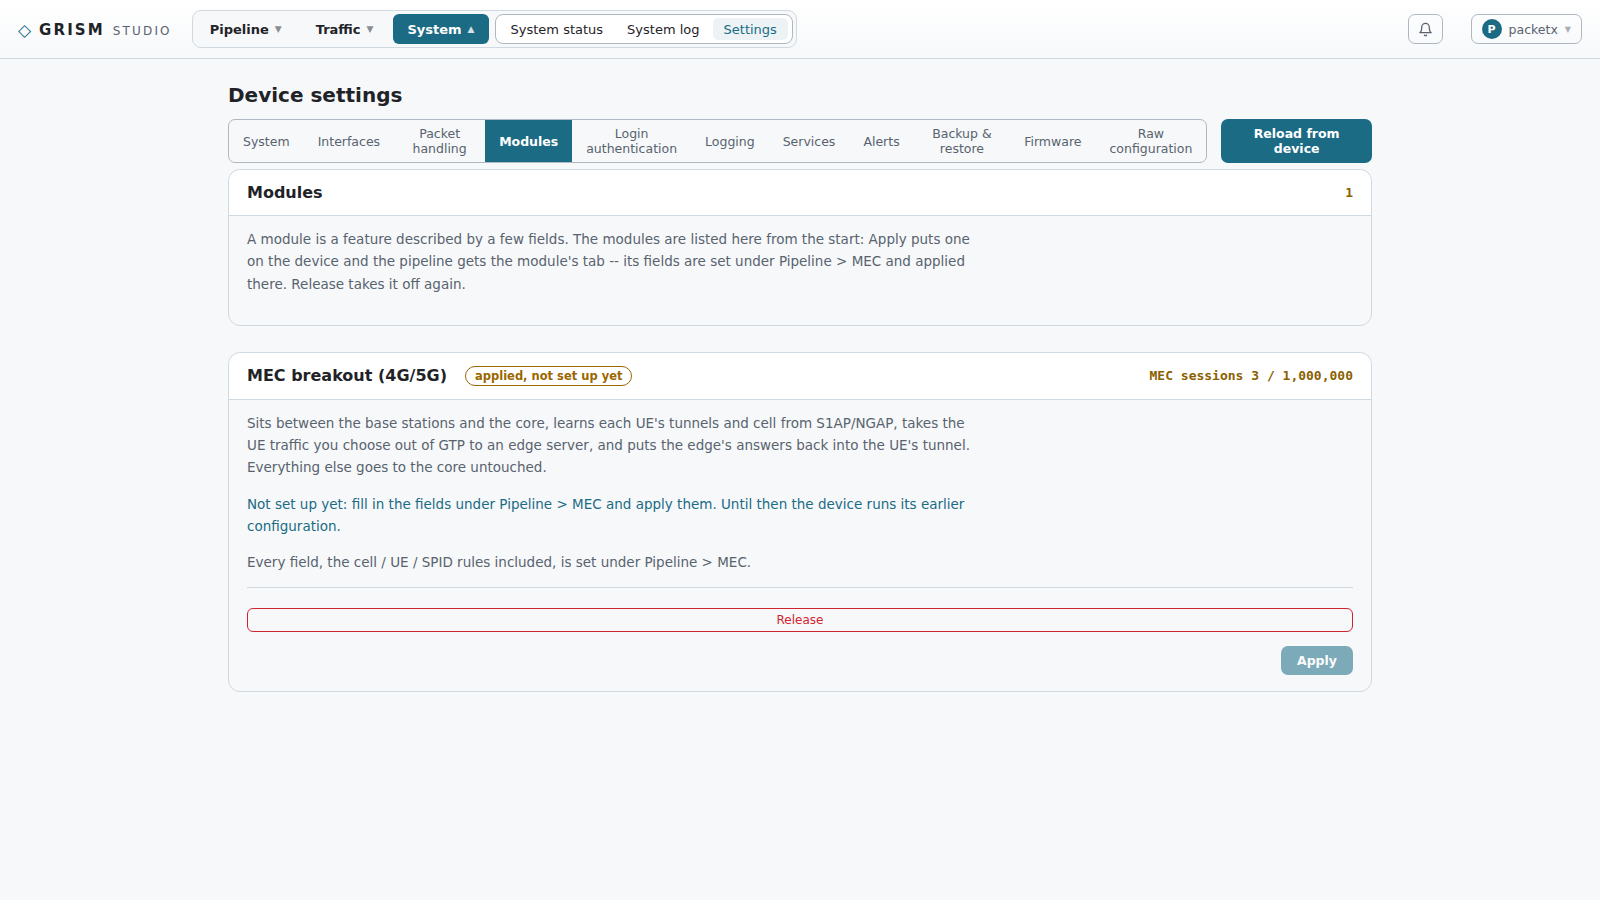 GRISM STUDIO
Pipeline ▼
Traffic ▼
System ▲
System status
System log
Settings
P packetx ▼
Device settings
System
Interfaces
Packet
handling
Modules
Login
authentication
Logging
Services
Alerts
Backup &
restore
Firmware
Raw
configuration
Reload from
device
Modules
1
A module is a feature described by a few fields. The modules are listed here from the start: Apply puts one
on the device and the pipeline gets the module's tab -- its fields are set under Pipeline > MEC and applied
there. Release takes it off again.
MEC breakout (4G/5G)
applied, not set up yet
MEC sessions 3 / 1,000,000
Sits between the base stations and the core, learns each UE's tunnels and cell from S1AP/NGAP, takes the
UE traffic you choose out of GTP to an edge server, and puts the edge's answers back into the UE's tunnel.
Everything else goes to the core untouched.
Not set up yet: fill in the fields under Pipeline > MEC and apply them. Until then the device runs its earlier
configuration.
Every field, the cell / UE / SPID rules included, is set under Pipeline > MEC.
Release
Apply